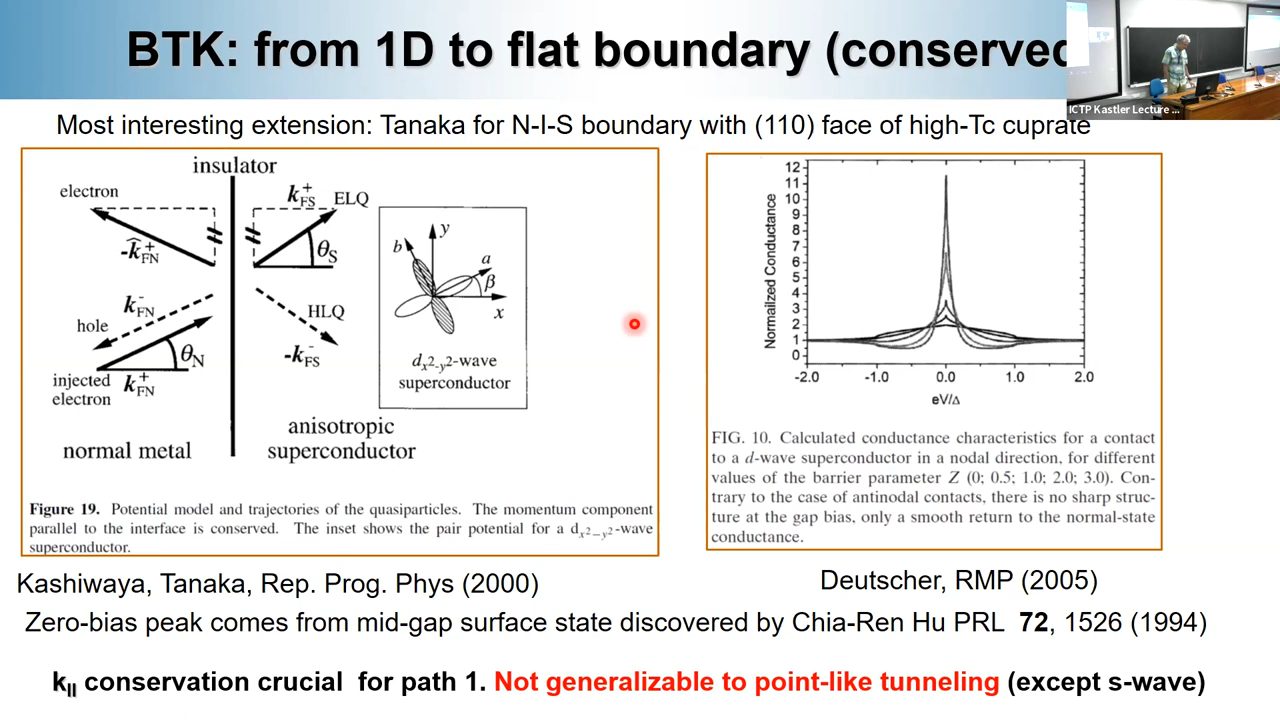 BTK: from 1D to flat boundary (conserved
ICTP Kastler Lecture ...
Most interesting extension: Tanaka for N-I-S boundary with (110) face of high-Tc cuprate
insulator
electron
k+FS ELQ
-k̂+FN
θS
k-FN
HLQ
hole
θN
-k-FS
injected
electron
k+FN
normal metal
anisotropic
superconductor
y
b
a
β
x
dx²-y²-wave
superconductor
Figure 19. Potential model and trajectories of the quasiparticles. The momentum component
parallel to the interface is conserved. The inset shows the pair potential for a dx²−y²-wave
superconductor.
Normailzed Conductance
12
11
10
9
8
7
6
5
4
3
2
1
0
-2.0 -1.0 0.0 1.0 2.0
eV/Δ
FIG. 10. Calculated conductance characteristics for a contact
to a d-wave superconductor in a nodal direction, for different
values of the barrier parameter Z (0; 0.5; 1.0; 2.0; 3.0). Con-
trary to the case of antinodal contacts, there is no sharp struc-
ture at the gap bias, only a smooth return to the normal-state
conductance.
Kashiwaya, Tanaka, Rep. Prog. Phys (2000)
Deutscher, RMP (2005)
Zero-bias peak comes from mid-gap surface state discovered by Chia-Ren Hu PRL 72, 1526 (1994)
k|| conservation crucial for path 1. Not generalizable to point-like tunneling (except s-wave)